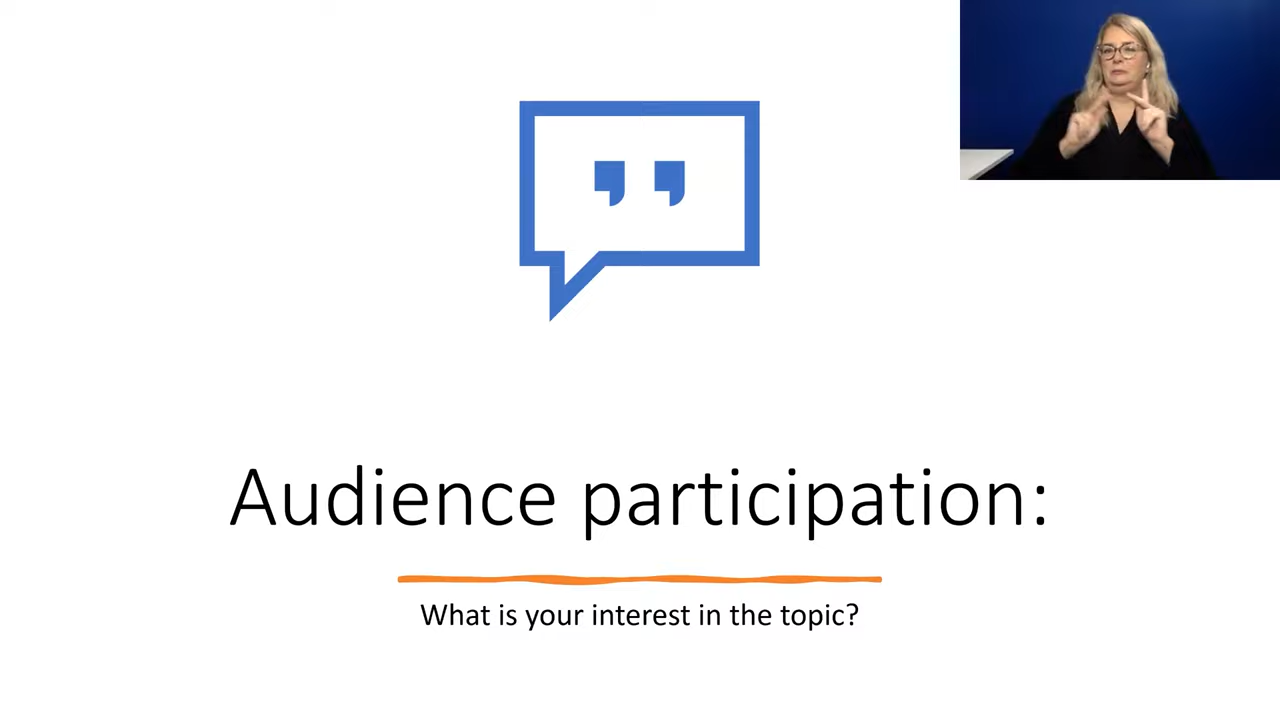 Audience participation:
What is your interest in the topic?